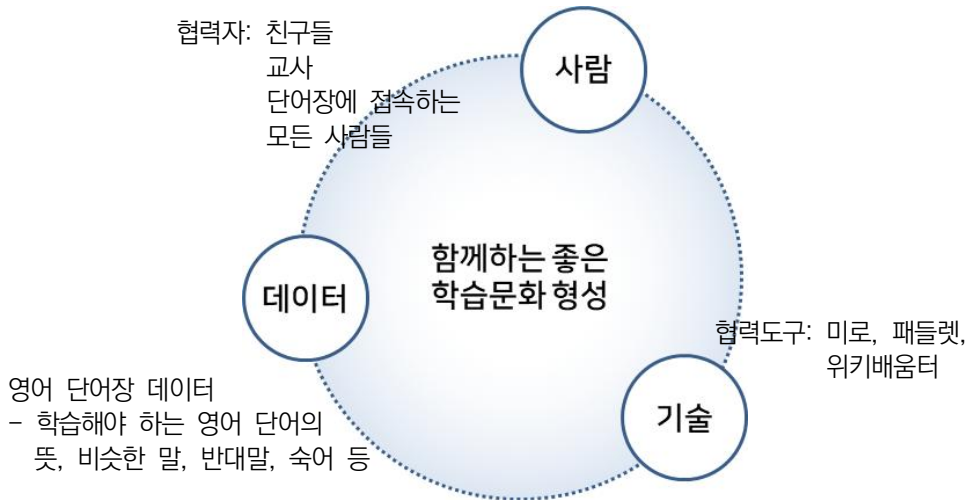 협력자: 친구들
교사
단어장에 접속하는
모든 사람들
사람
함께하는 좋은
학습문화 형성
데이터
영어 단어장 데이터
- 학습해야 하는 영어 단어의
뜻, 비슷한 말, 반대말, 숙어 등
협력도구: 미로, 패들렛,
위키배움터
기술